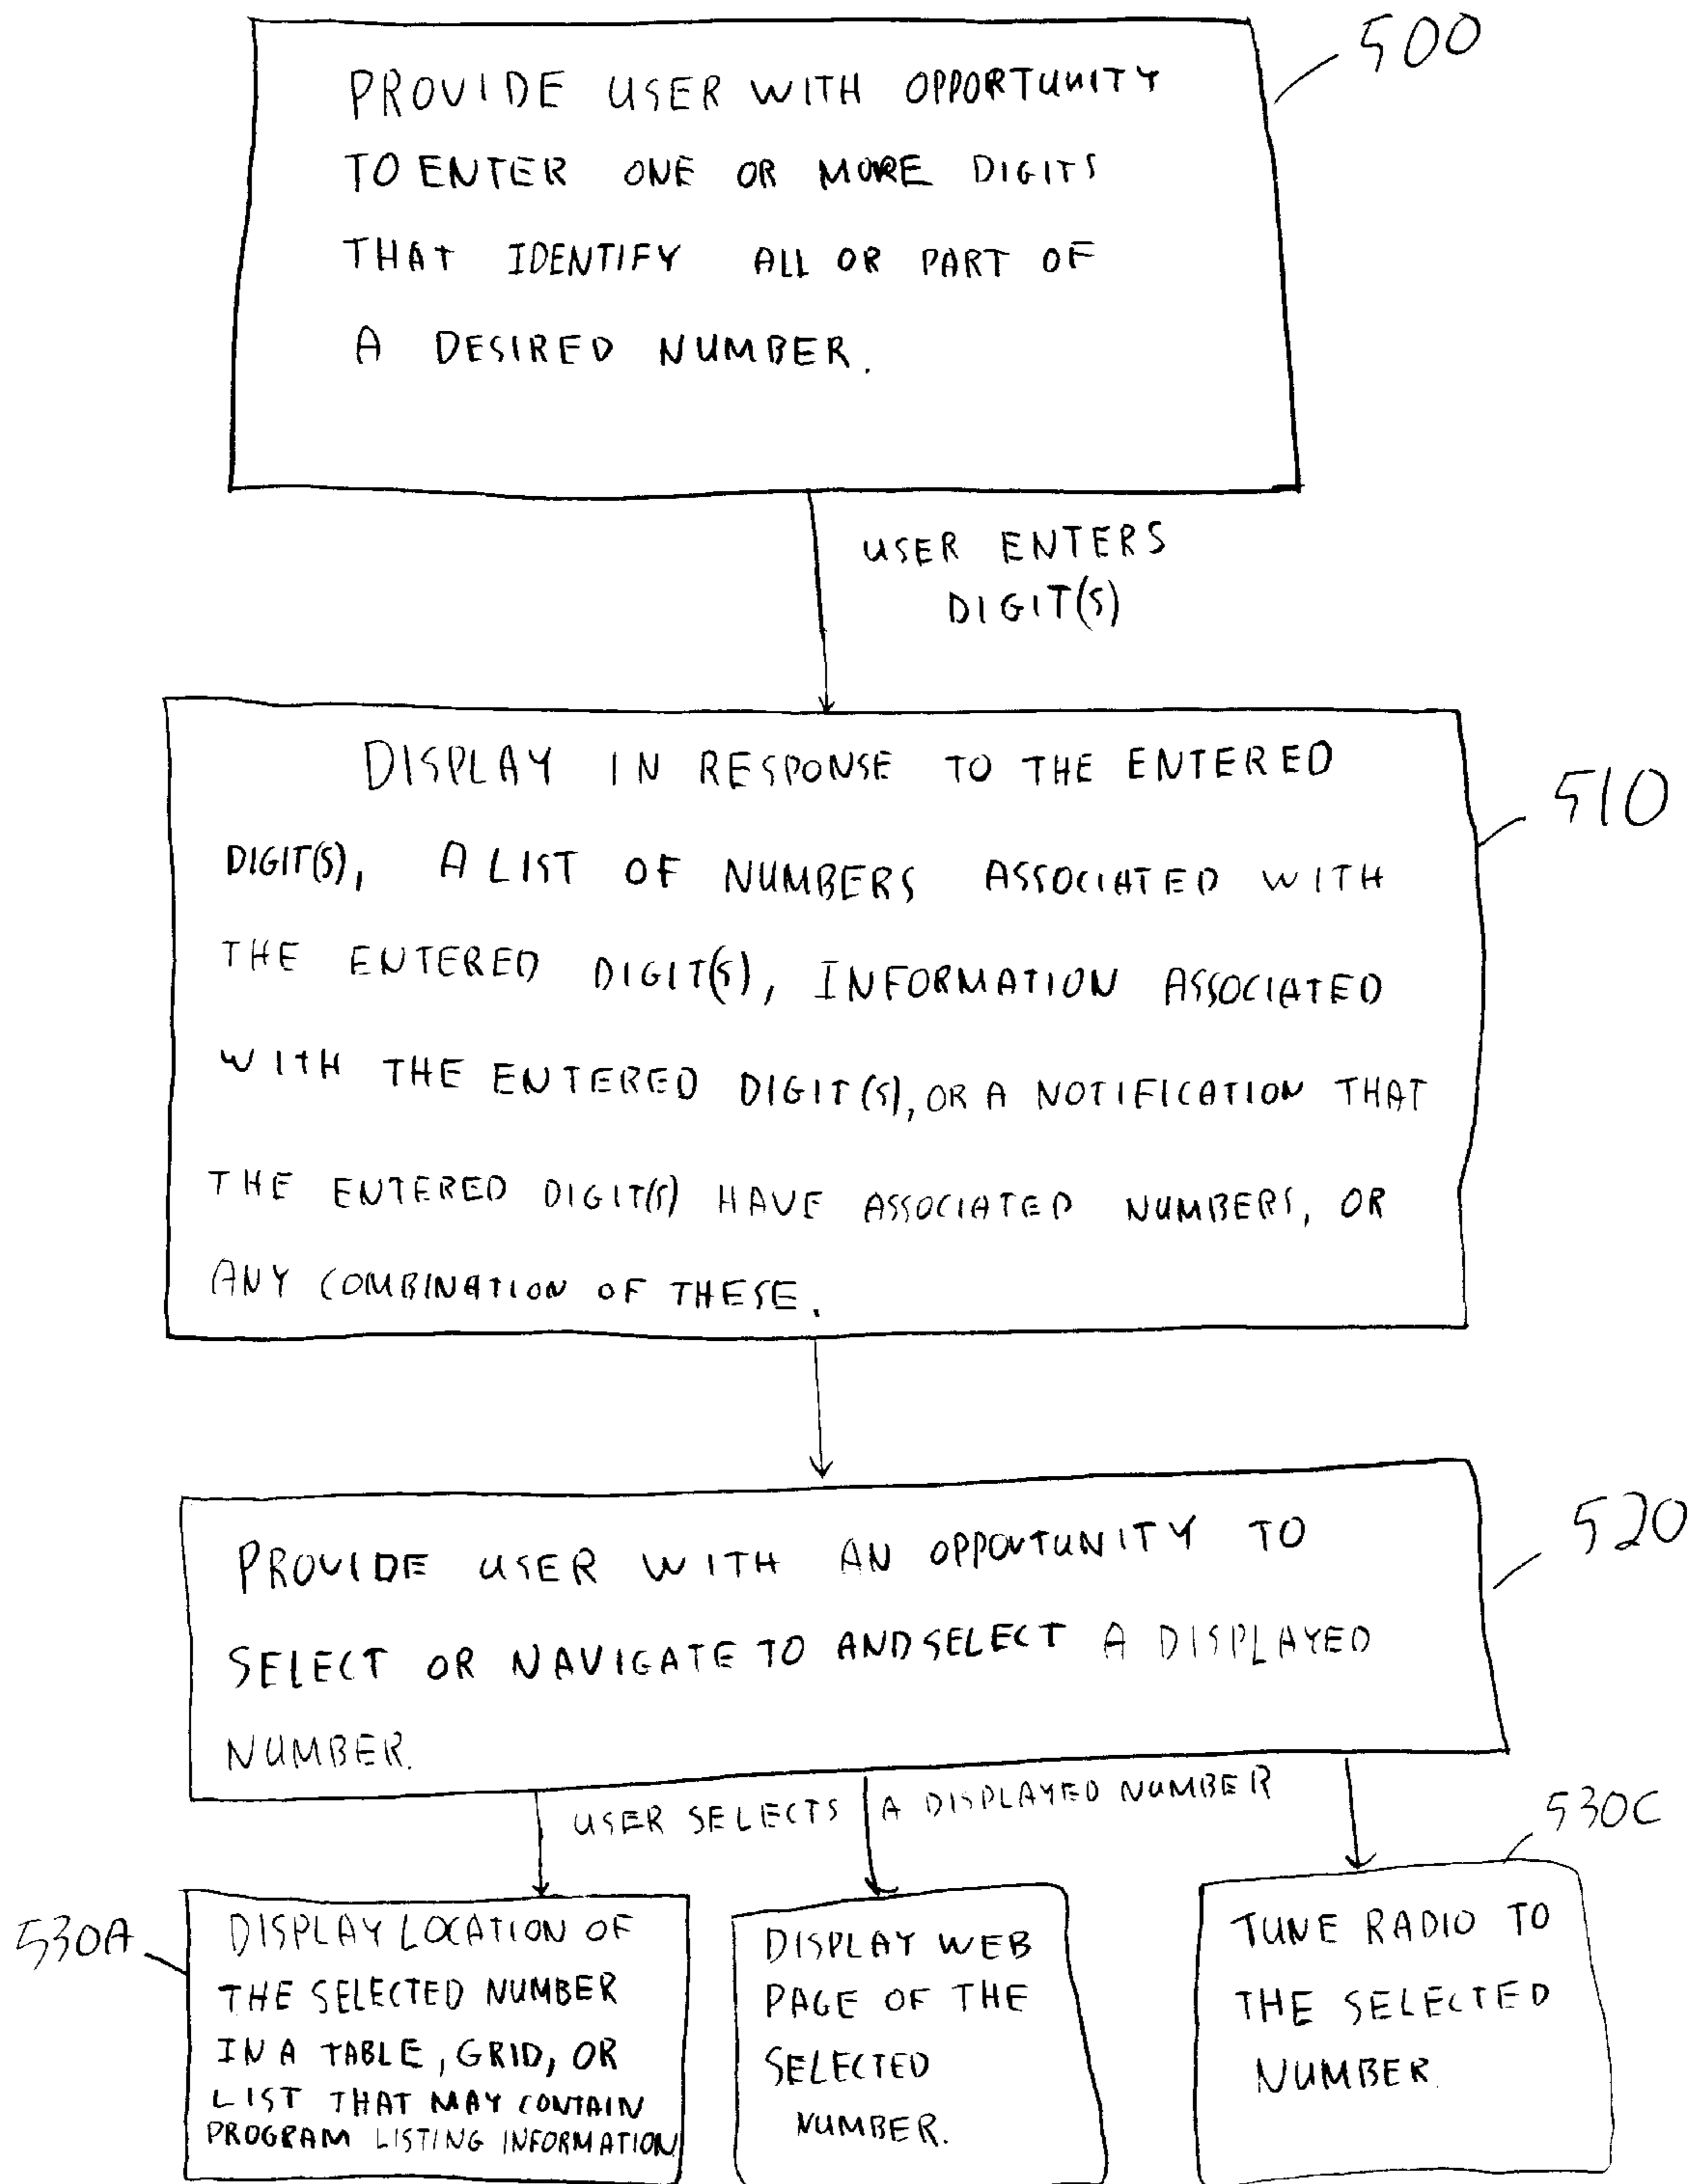 500
PROVIDE USER WITH OPPORTUNITY
TO ENTER ONE OR MORE DIGITS
THAT IDENTIFY ALL OR PART OF
A DESIRED NUMBER.
USER ENTERS
DIGIT(S)
510
DISPLAY IN RESPONSE TO THE ENTERED
DIGIT(S), A LIST OF NUMBERS ASSOCIATED WITH
THE ENTERED DIGIT(S), INFORMATION ASSOCIATED
WITH THE ENTERED DIGIT(S), OR A NOTIFICATION THAT
THE ENTERED DIGIT(S) HAVE ASSOCIATED NUMBERS, OR
ANY COMBINATION OF THESE.
520
PROVIDE USER WITH AN OPPORTUNITY TO
SELECT OR NAVIGATE TO AND SELECT A DISPLAYED
NUMBER.
USER SELECTS A DISPLAYED NUMBER
530A
DISPLAY LOCATION OF
THE SELECTED NUMBER
IN A TABLE, GRID, OR
LIST THAT MAY CONTAIN
PROGRAM LISTING INFORMATION
DISPLAY WEB
PAGE OF THE
SELECTED
NUMBER.
530C
TUNE RADIO TO
THE SELECTED
NUMBER.